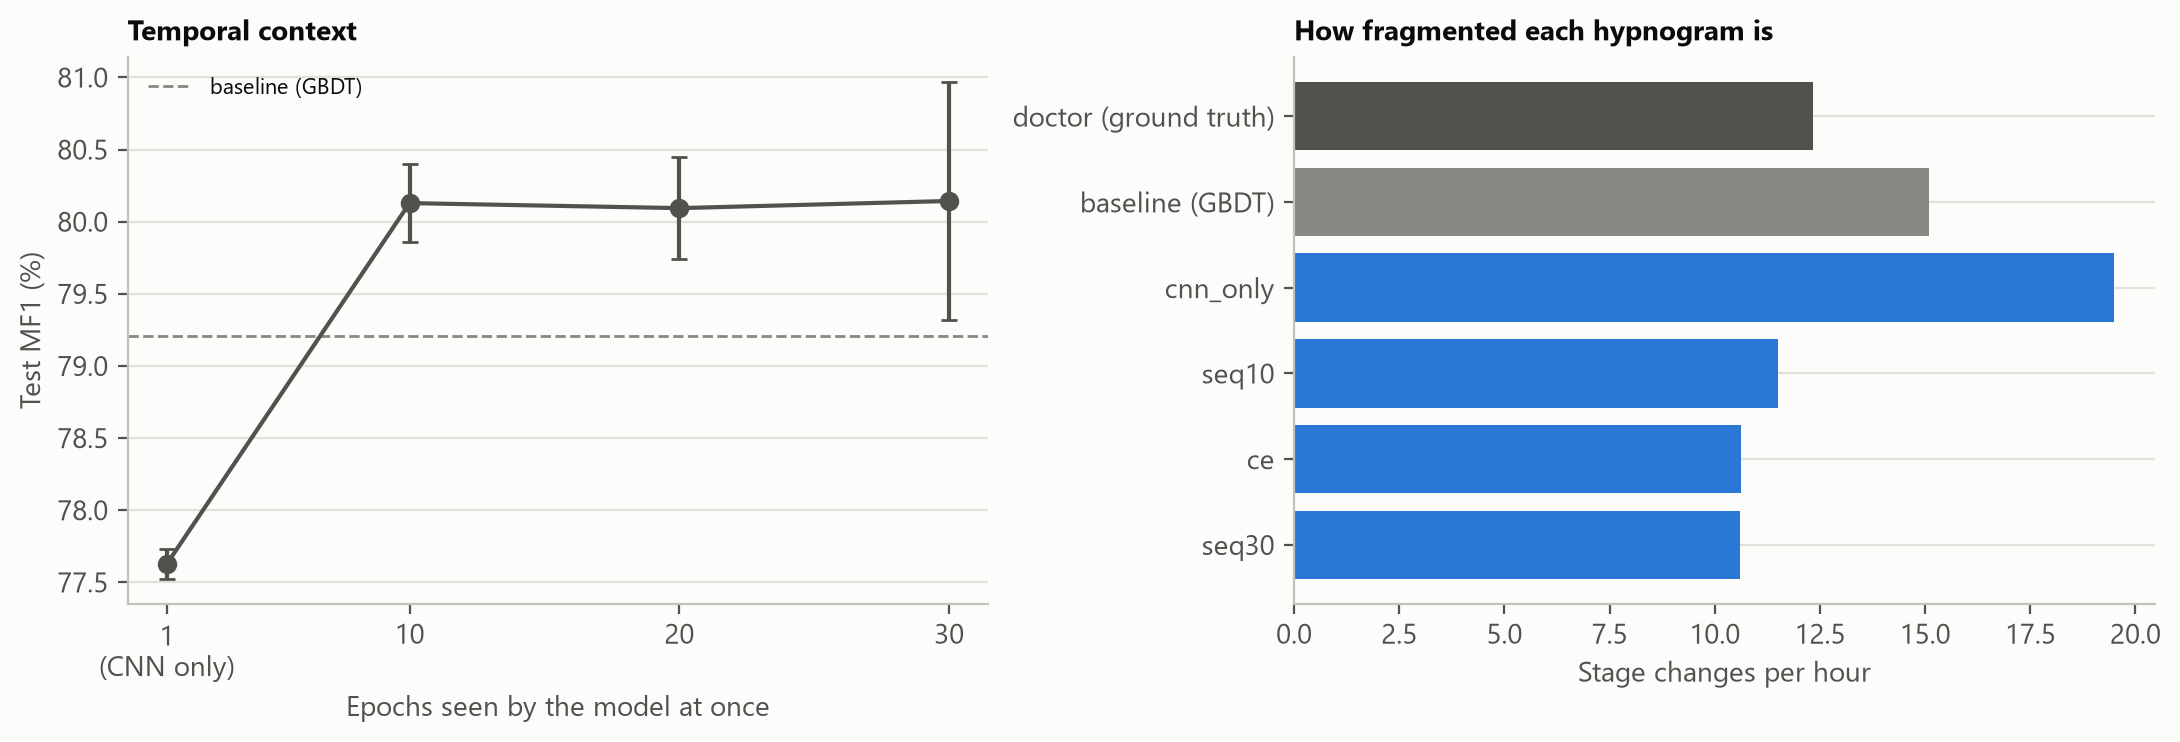 Temporal context
81.0
80.5
80.0
79.5
79.0
78.5
78.0
77.5
Test MF1 (%)
baseline (GBDT)
1
(CNN only)
10
20
30
Epochs seen by the model at once
How fragmented each hypnogram is
doctor (ground truth)
baseline (GBDT)
cnn_only
seq10
ce
seq30
0.0
2.5
5.0
7.5
10.0
12.5
15.0
17.5
20.0
Stage changes per hour